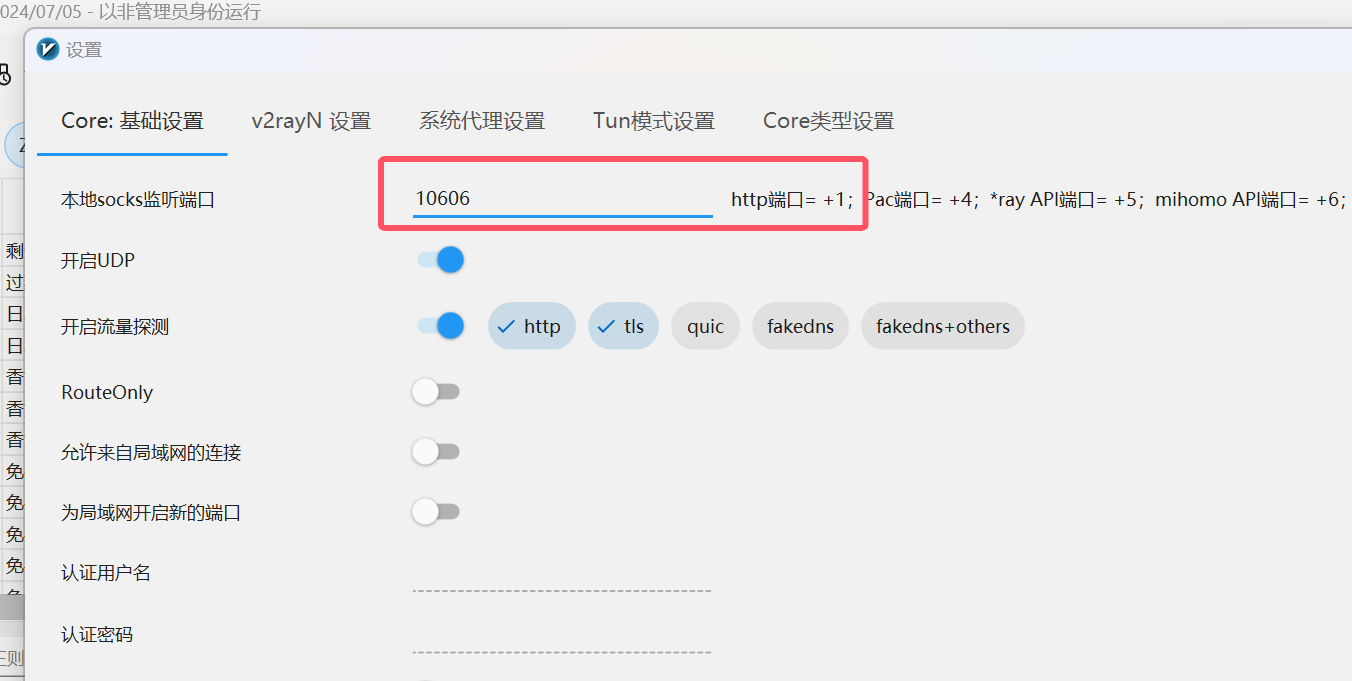 024/07/05 - 以非管理员身份运行
设置
Core: 基础设置 v2rayN 设置 系统代理设置 Tun模式设置 Core类型设置
本地socks监听端口 10606 http端口= +1; Pac端口= +4; *ray API端口= +5; mihomo API端口= +6;
剩
开启UDP
过
日
开启流量探测 http tls quic fakedns fakedns+others
日
香
RouteOnly
香
香
允许来自局域网的连接
免
免
为局域网开启新的端口
免
免
认证用户名
认证密码
正则